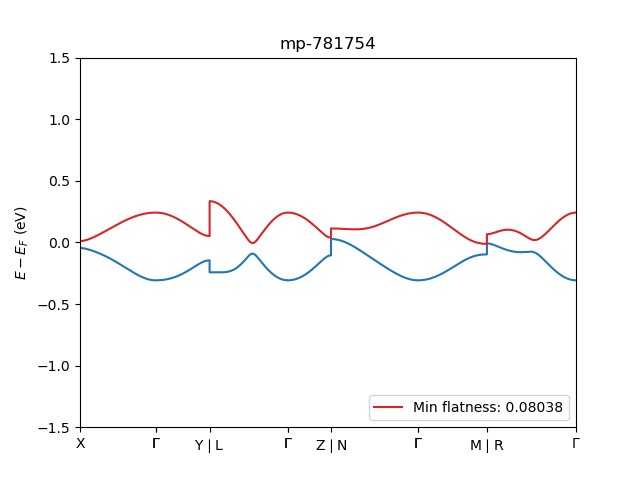 mp-781754
E − E_F (eV)
1.5
1.0
0.5
0.0
−0.5
−1.0
−1.5
Min flatness: 0.08038
X Γ Y | L Γ Z | N Γ M | R Γ